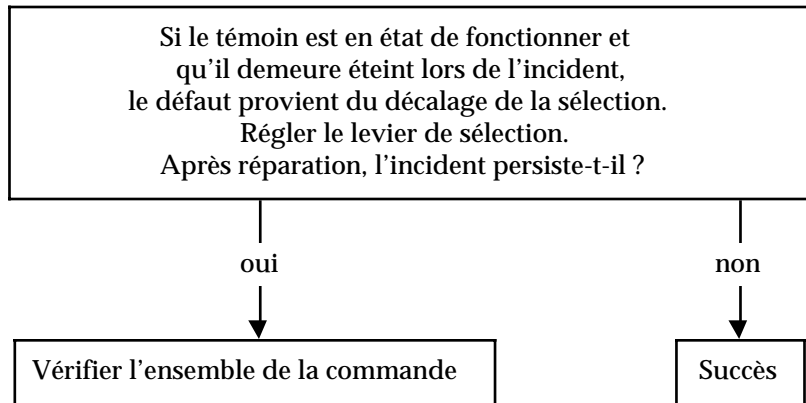 Si le témoin est en état de fonctionner et
qu’il demeure éteint lors de l’incident,
le défaut provient du décalage de la sélection.
Régler le levier de sélection.
Après réparation, l’incident persiste-t-il ?
oui
non
Vérifier l’ensemble de la commande
Succès